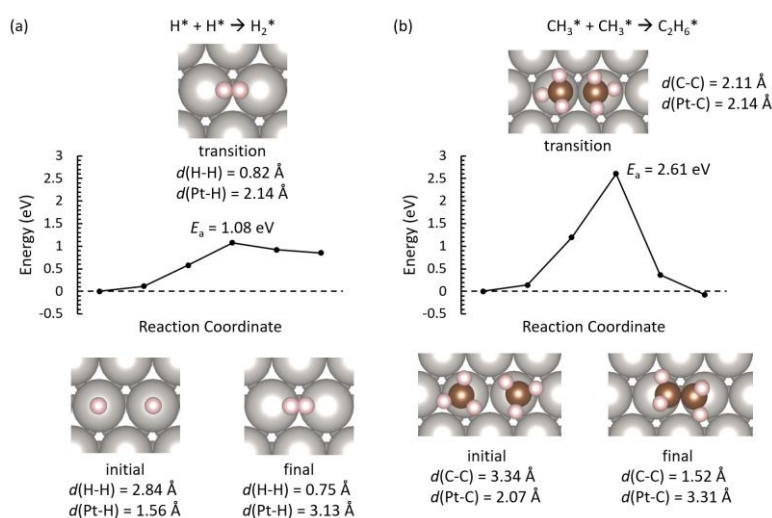 (a)
H* + H* → H₂*
transition
d(H-H) = 0.82 Å
d(Pt-H) = 2.14 Å
Eₐ = 1.08 eV
3
2.5
2
1.5
1
0.5
0
-0.5
Energy (eV)
Reaction Coordinate
initial
d(H-H) = 2.84 Å
d(Pt-H) = 1.56 Å
final
d(H-H) = 0.75 Å
d(Pt-H) = 3.13 Å
(b)
CH₃* + CH₃* → C₂H₆*
d(C-C) = 2.11 Å
d(Pt-C) = 2.14 Å
transition
Eₐ = 2.61 eV
3
2.5
2
1.5
1
0.5
0
-0.5
Energy (eV)
Reaction Coordinate
initial
d(C-C) = 3.34 Å
d(Pt-C) = 2.07 Å
final
d(C-C) = 1.52 Å
d(Pt-C) = 3.31 Å